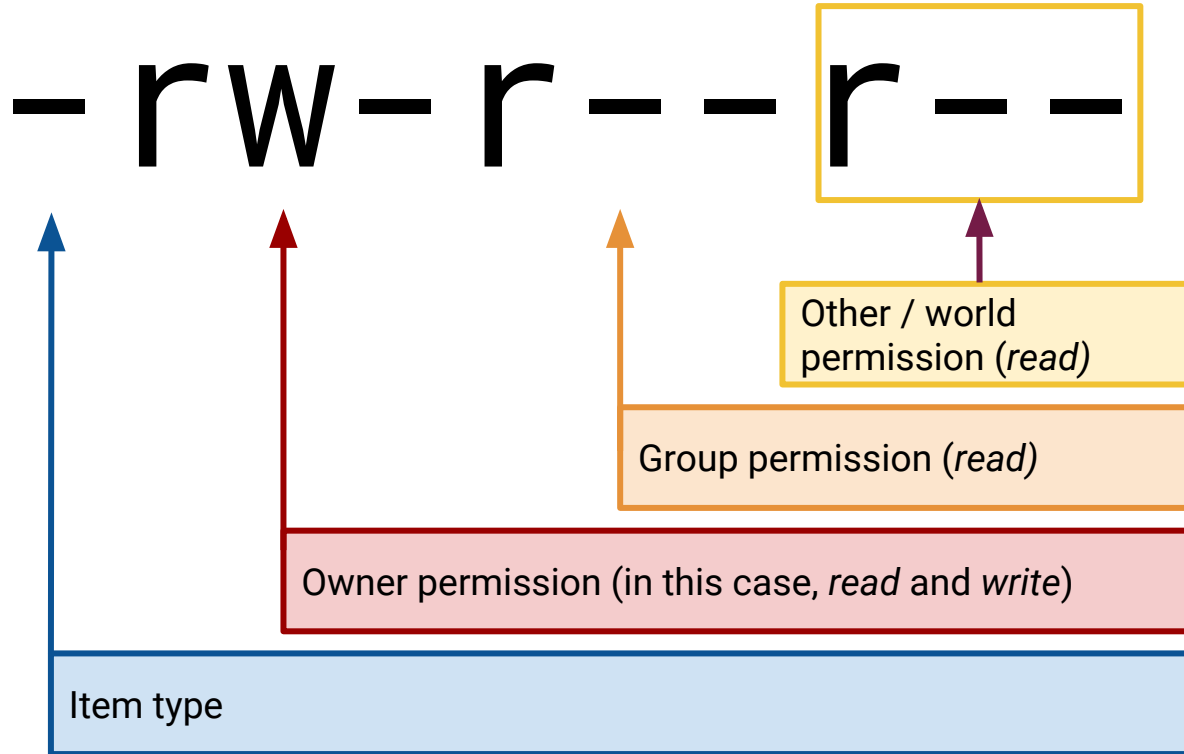 -rw-r--r--
Other / world
permission (read)
Group permission (read)
Owner permission (in this case, read and write)
Item type